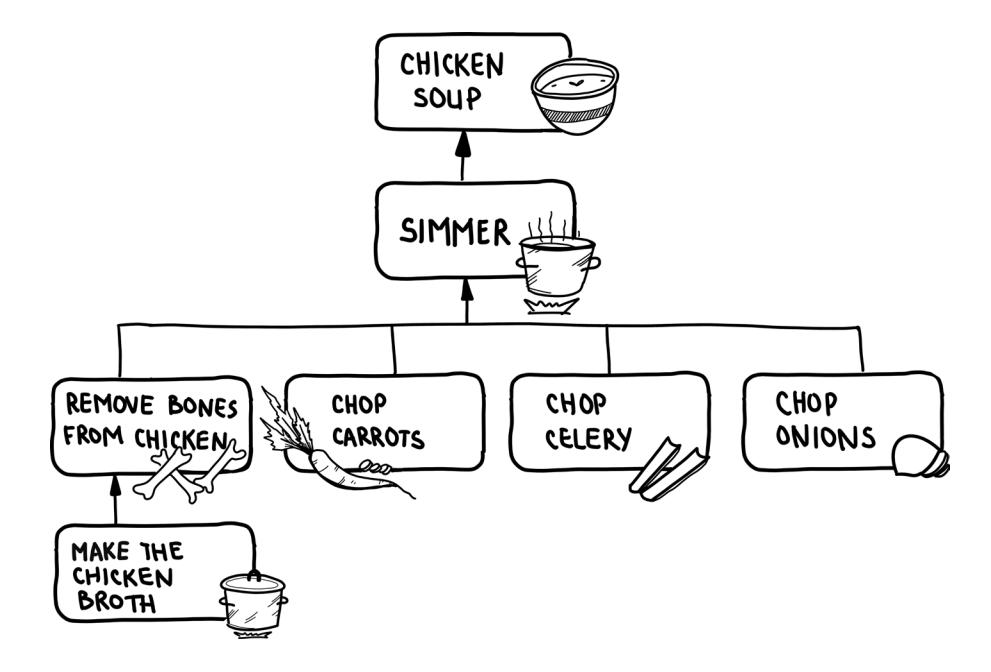 CHICKEN
SOUP
SIMMER
REMOVE BONES
FROM CHICKEN
CHOP
CARROTS
CHOP
CELERY
CHOP
ONIONS
MAKE THE
CHICKEN
BROTH